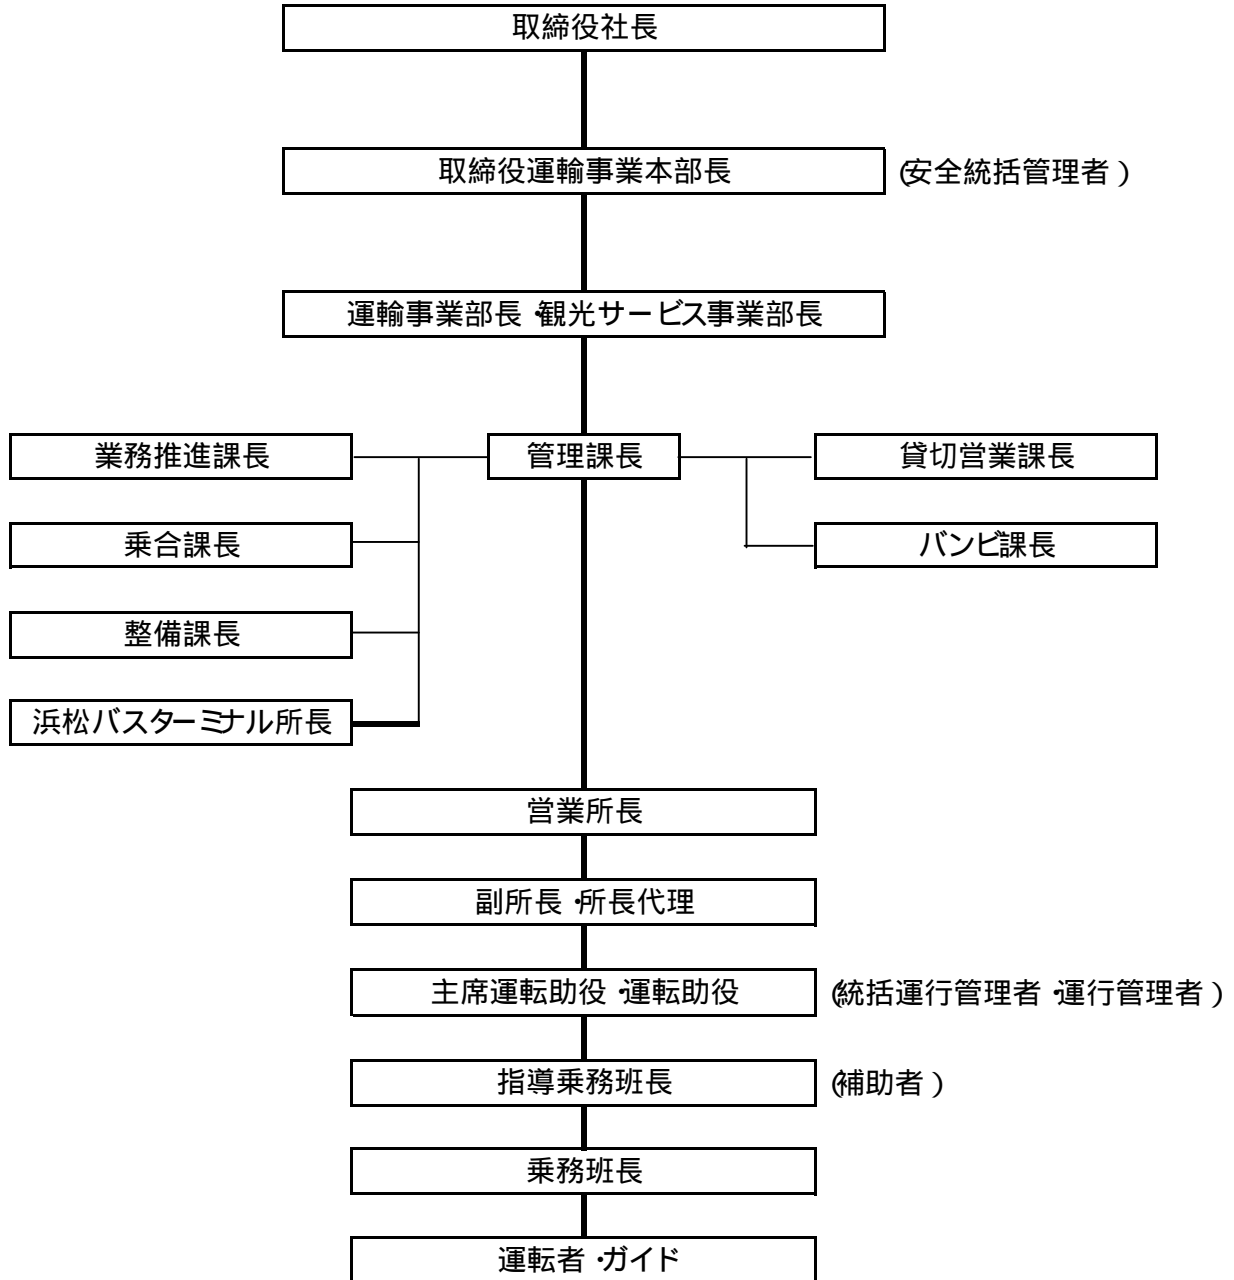 取締役社長
取締役運輸事業本部長 (安全統括管理者)
運輸事業部長・観光サービス事業部長
業務推進課長 管理課長 貸切営業課長
乗合課長 バンビ課長
整備課長
浜松バスターミナル所長
営業所長
副所長・所長代理
主席運転助役・運転助役 (統括運行管理者・運行管理者)
指導乗務班長 (補助者)
乗務班長
運転者・ガイド